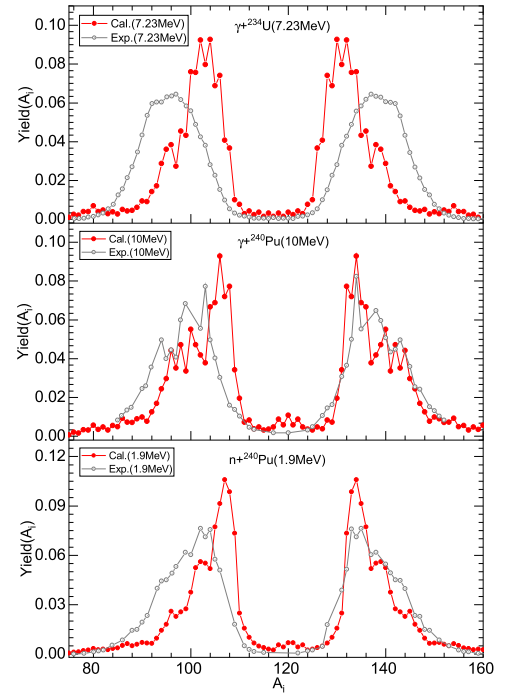 γ+²³⁴U(7.23MeV)
Cal.(7.23MeV)
Exp.(7.23MeV)
Yield(Aᵢ)
0.10
0.08
0.06
0.04
0.02
0.00
γ+²⁴⁰Pu(10MeV)
Cal.(10MeV)
Exp.(10MeV)
Yield(Aᵢ)
0.10
0.08
0.06
0.04
0.02
0.00
n+²⁴⁰Pu(1.9MeV)
Cal.(1.9MeV)
Exp.(1.9MeV)
Yield(Aᵢ)
0.12
0.09
0.06
0.03
0.00
80 100 120 140 160
Aᵢ